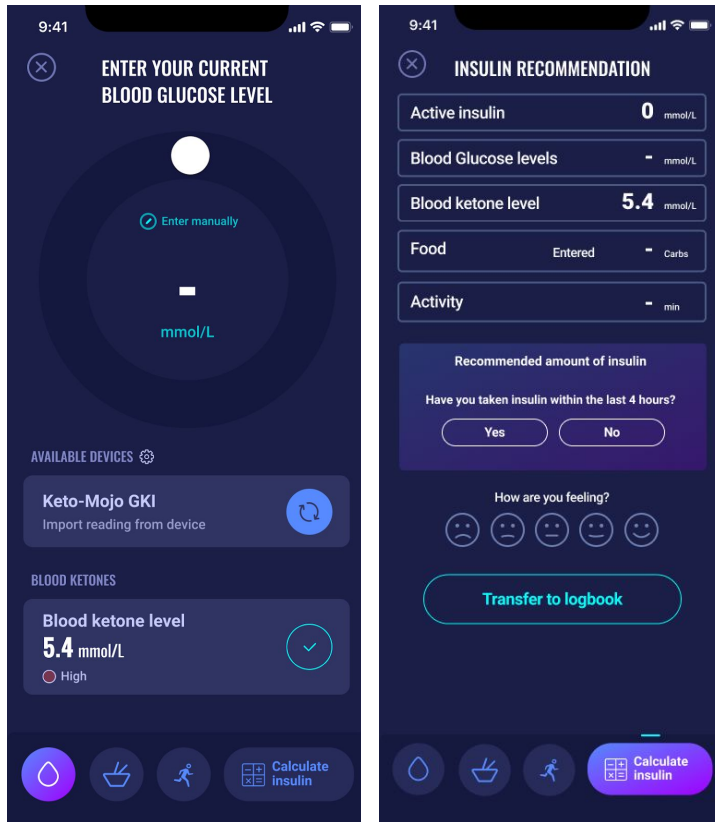 9:41
ENTER YOUR CURRENT
BLOOD GLUCOSE LEVEL
Enter manually
-
mmol/L
AVAILABLE DEVICES
Keto-Mojo GKI
Import reading from device
BLOOD KETONES
Blood ketone level
5.4 mmol/L
High
Calculate
insulin
9:41
INSULIN RECOMMENDATION
Active insulin 0 mmol/L
Blood Glucose levels - mmol/L
Blood ketone level 5.4 mmol/L
Food Entered - Carbs
Activity - min
Recommended amount of insulin
Have you taken insulin within the last 4 hours?
Yes No
How are you feeling?
Transfer to logbook
Calculate
insulin